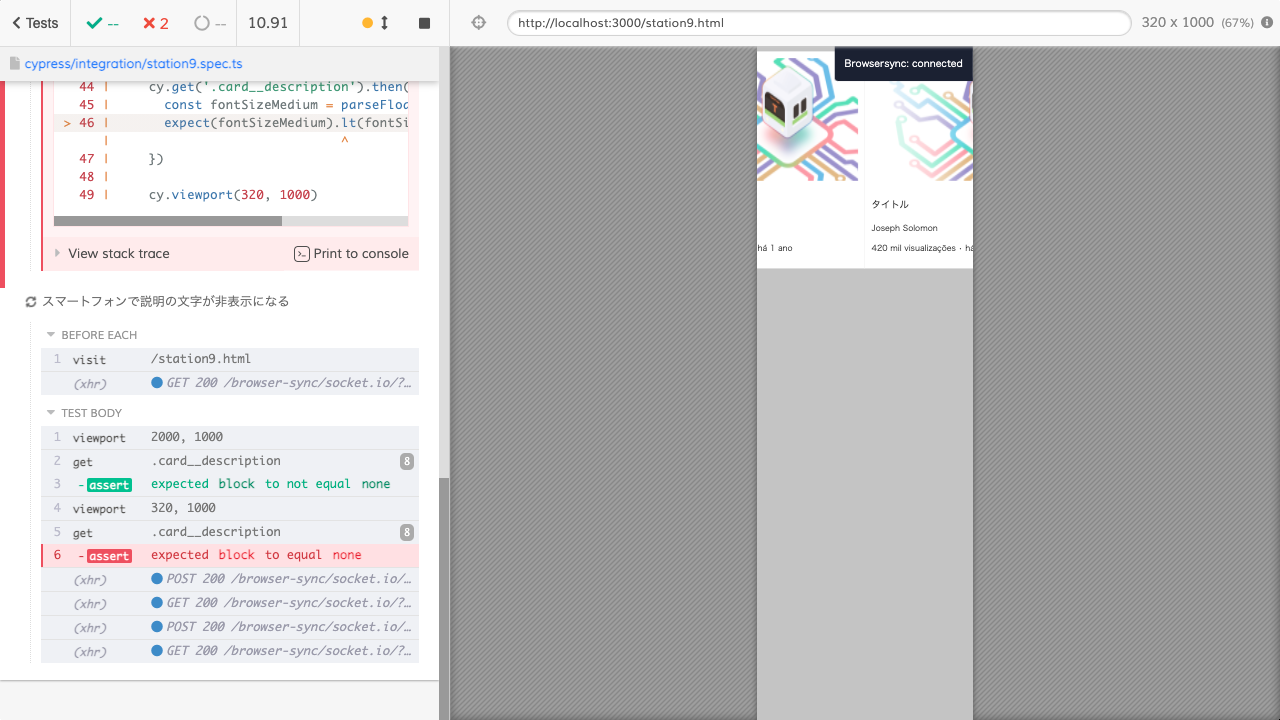 Tests
--
2
--
10.91
http://localhost:3000/station9.html
320 x 1000 (67%)
cypress/integration/station9.spec.ts
44 | cy.get('.card__description').then(
45 | const fontSizeMedium = parseFloa
> 46 | expect(fontSizeMedium).lt(fontSi
| ^
47 | })
48 |
49 | cy.viewport(320, 1000)
View stack trace
Print to console
スマートフォンで説明の文字が非表示になる
BEFORE EACH
1 visit /station9.html
(xhr) GET 200 /browser-sync/socket.io/?…
TEST BODY
1 viewport 2000, 1000
2 get .card__description 8
3 -assert expected block to not equal none
4 viewport 320, 1000
5 get .card__description 8
6 -assert expected block to equal none
(xhr) POST 200 /browser-sync/socket.io/…
(xhr) GET 200 /browser-sync/socket.io/?…
(xhr) POST 200 /browser-sync/socket.io/…
(xhr) GET 200 /browser-sync/socket.io/?…
Browsersync: connected
T
há 1 ano
タイトル
Joseph Solomon
420 mil visualizações · há